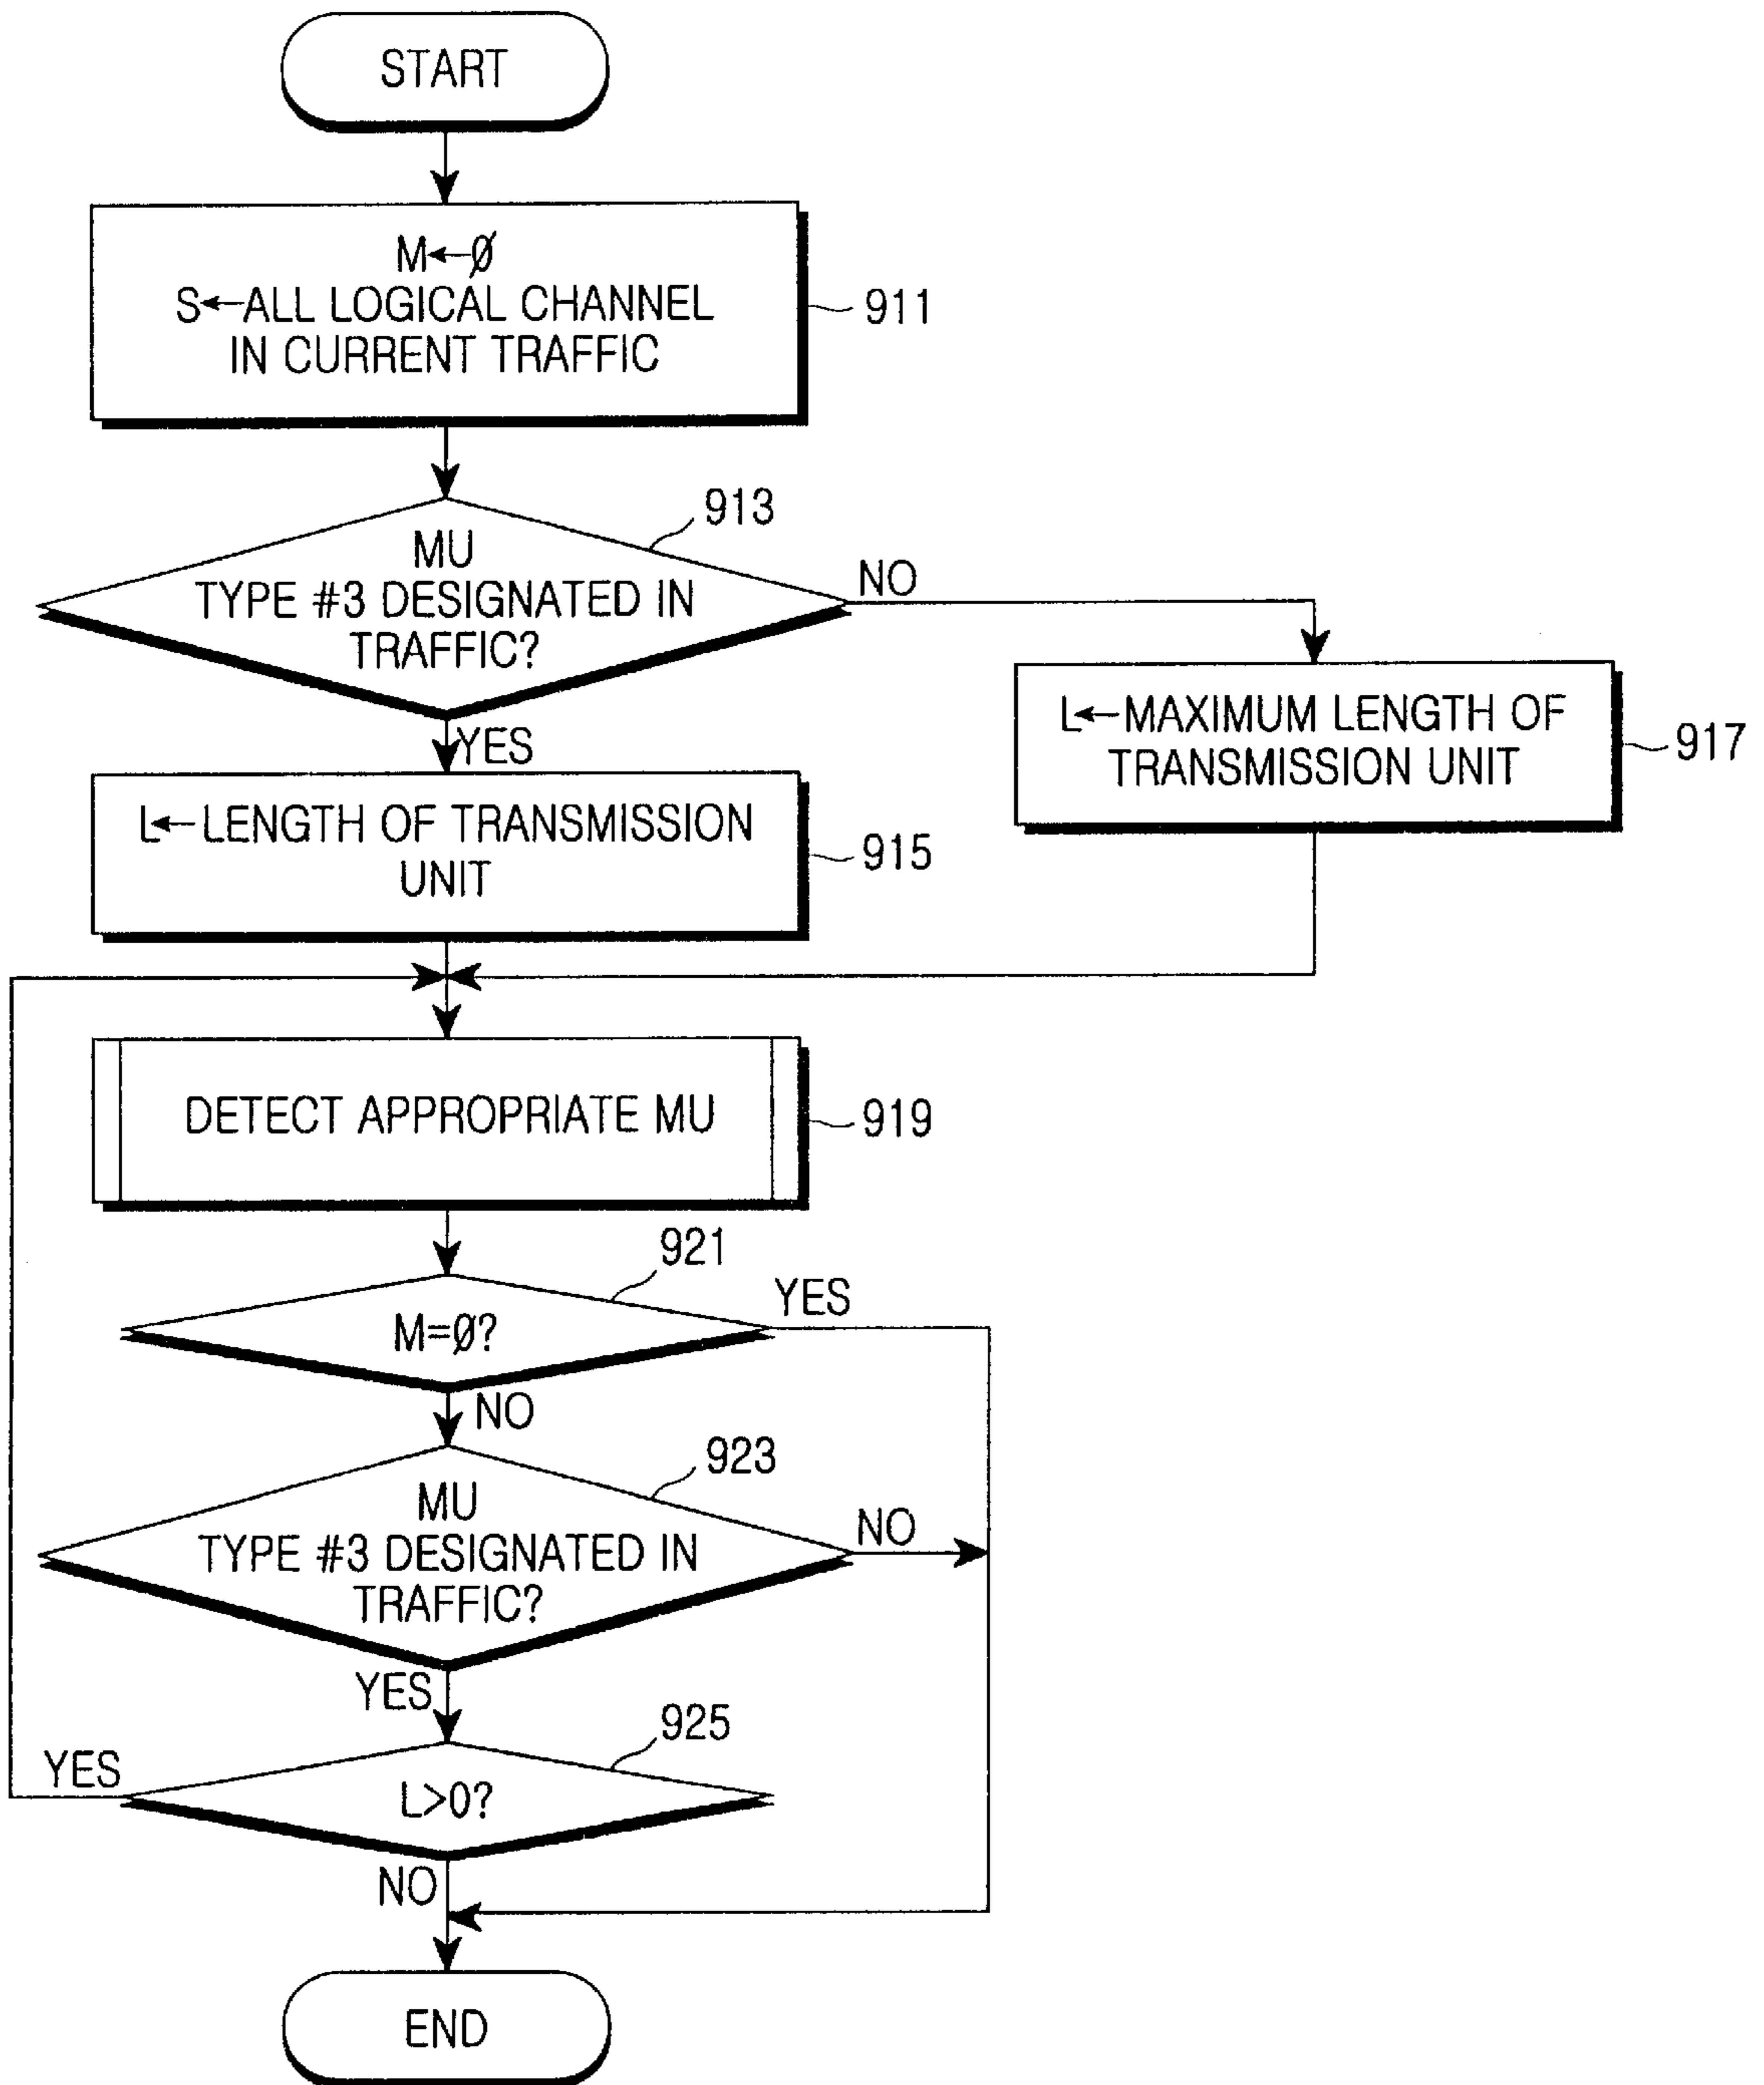 START
M←Ø
S←ALL LOGICAL CHANNEL
IN CURRENT TRAFFIC
911
913
MU
TYPE #3 DESIGNATED IN
TRAFFIC?
NO
YES
L←MAXIMUM LENGTH OF
TRANSMISSION UNIT
917
L←LENGTH OF TRANSMISSION
UNIT
915
DETECT APPROPRIATE MU
919
921
YES
M=Ø?
NO
923
MU
TYPE #3 DESIGNATED IN
TRAFFIC?
NO
YES
925
YES
L>0?
NO
END